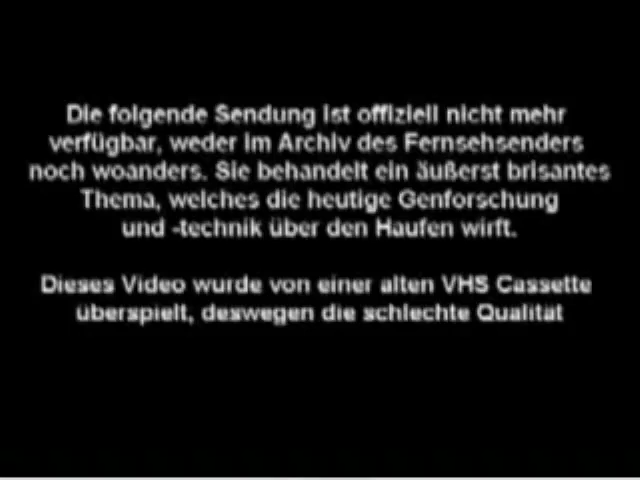 Die folgende Sendung ist offiziell nicht mehr
verfügbar, weder im Archiv des Fernsehsenders
noch woanders. Sie behandelt ein äußerst brisantes
Thema, welches die heutige Genforschung
und -technik über den Haufen wirft.
Dieses Video wurde von einer alten VHS Cassette
überspielt, deswegen die schlechte Qualität